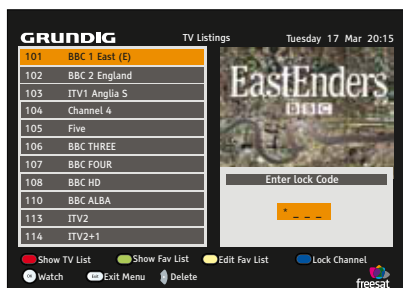 GRUNDIG TV Listings Tuesday 17 Mar 20:15
101 BBC 1 East (E)
102 BBC 2 England
103 ITV1 Anglia S
104 Channel 4
105 Five
106 BBC THREE
107 BBC FOUR
108 BBC HD
110 BBC ALBA
113 ITV2
114 ITV2+1
EastEnders
BBC
Enter lock Code
* _ _ _
Show TV List Show Fav List Edit Fav List Lock Channel
OK Watch EXIT Exit Menu Delete
freesat